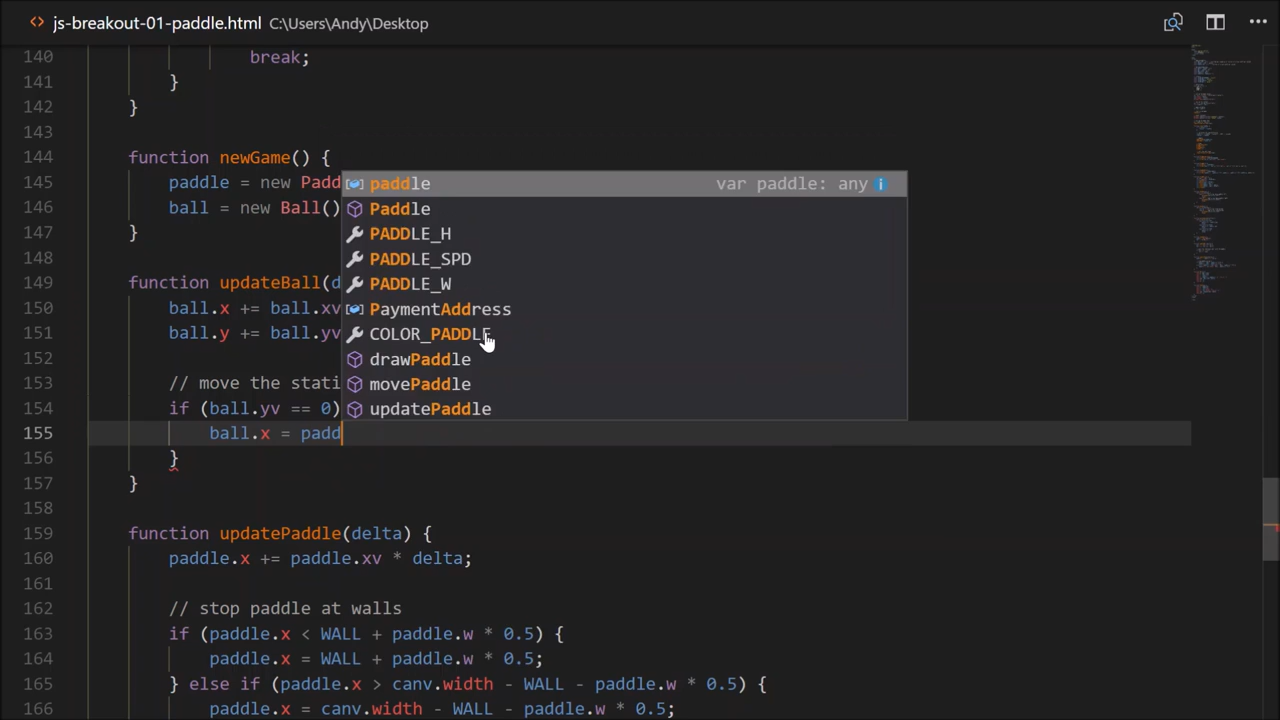 <> js-breakout-01-paddle.html C:\Users\Andy\Desktop
140 break;
141 }
142 }
143
144 function newGame() {
145 paddle = new Padd
146 ball = new Ball()
147 }
148
149 function updateBall(d
150 ball.x += ball.xv
151 ball.y += ball.yv
152
153 // move the stati
154 if (ball.yv == 0)
155 ball.x = padd
156 }
157 }
158
159 function updatePaddle(delta) {
160 paddle.x += paddle.xv * delta;
161
162 // stop paddle at walls
163 if (paddle.x < WALL + paddle.w * 0.5) {
164 paddle.x = WALL + paddle.w * 0.5;
165 } else if (paddle.x > canv.width - WALL - paddle.w * 0.5) {
166 paddle.x = canv.width - WALL - paddle.w * 0.5;
paddle var paddle: any
Paddle
PADDLE_H
PADDLE_SPD
PADDLE_W
PaymentAddress
COLOR_PADDLE
drawPaddle
movePaddle
updatePaddle